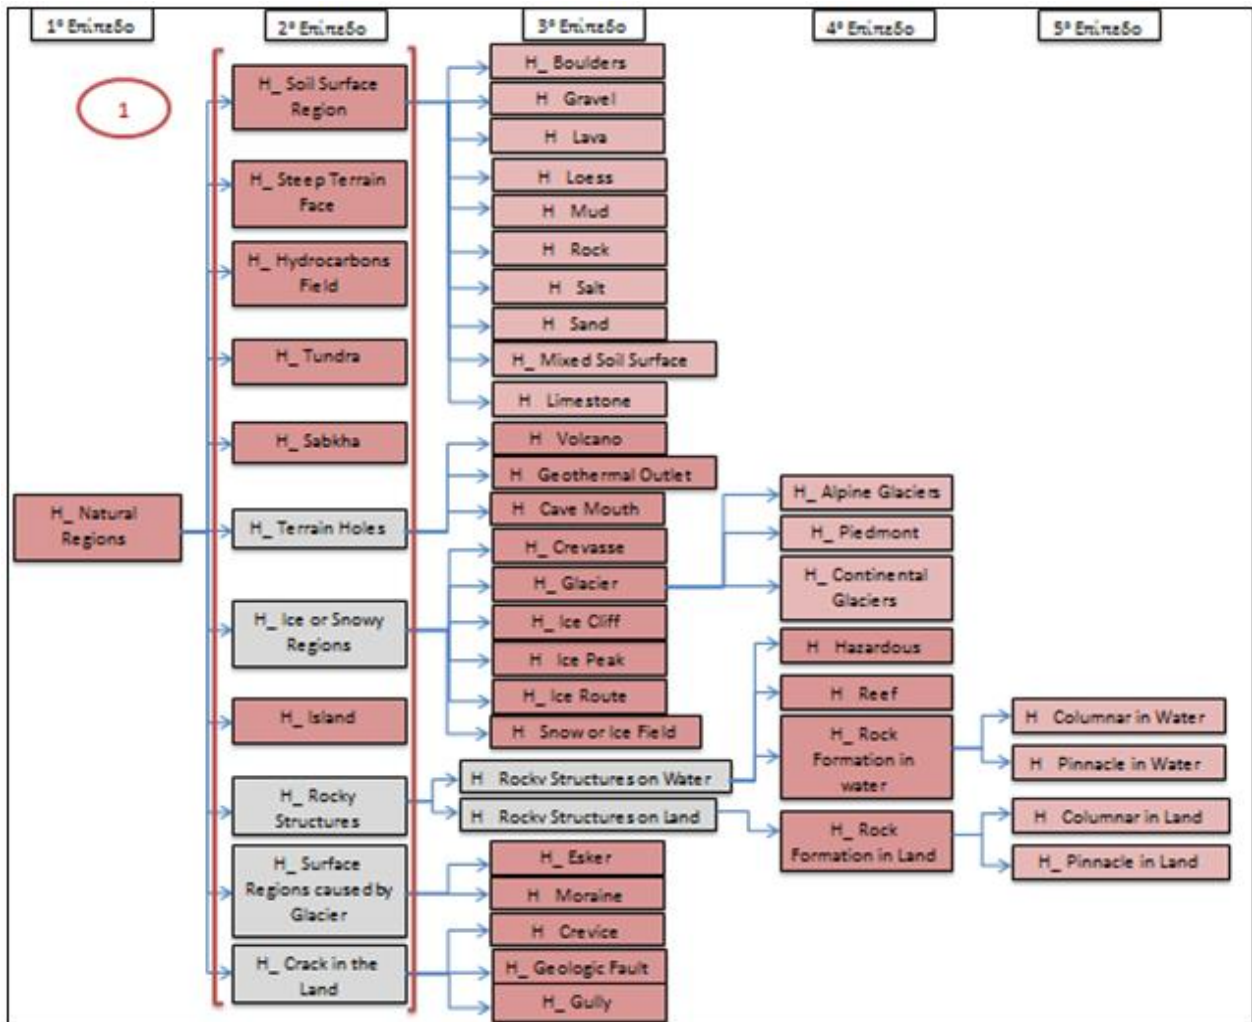 1º Επίπεδο
2º Επίπεδο
3º Επίπεδο
4º Επίπεδο
5º Επίπεδο
1
H_ Natural
Regions
H_ Soil Surface
Region
H_ Steep Terrain
Face
H_ Hydrocarbons
Field
H_ Tundra
H_ Sabkha
H_ Terrain Holes
H_ Ice or Snowy
Regions
H_ Island
H_ Rocky
Structures
H_ Surface
Regions caused by
Glacier
H_ Crack in the
Land
H_ Boulders
H Gravel
H Lava
H Loess
H Mud
H Rock
H Salt
H Sand
H_ Mixed Soil Surface
H Limestone
H Volcano
H Geothermal Outlet
H Cave Mouth
H_ Crevasse
H_ Glacier
H_ Ice Cliff
H Ice Peak
H_ Ice Route
H Snow or Ice Field
H Rocky Structures on Water
H Rocky Structures on Land
H_ Esker
H Moraine
H Crevice
H_ Geologic Fault
H_ Gully
H_ Alpine Glaciers
H_ Piedmont
H_ Continental
Glaciers
H Hazardous
H Reef
H_ Rock
Formation in
water
H_ Rock
Formation in Land
H Columnar in Water
H Pinnacle in Water
H Columnar in Land
H_ Pinnacle in Land